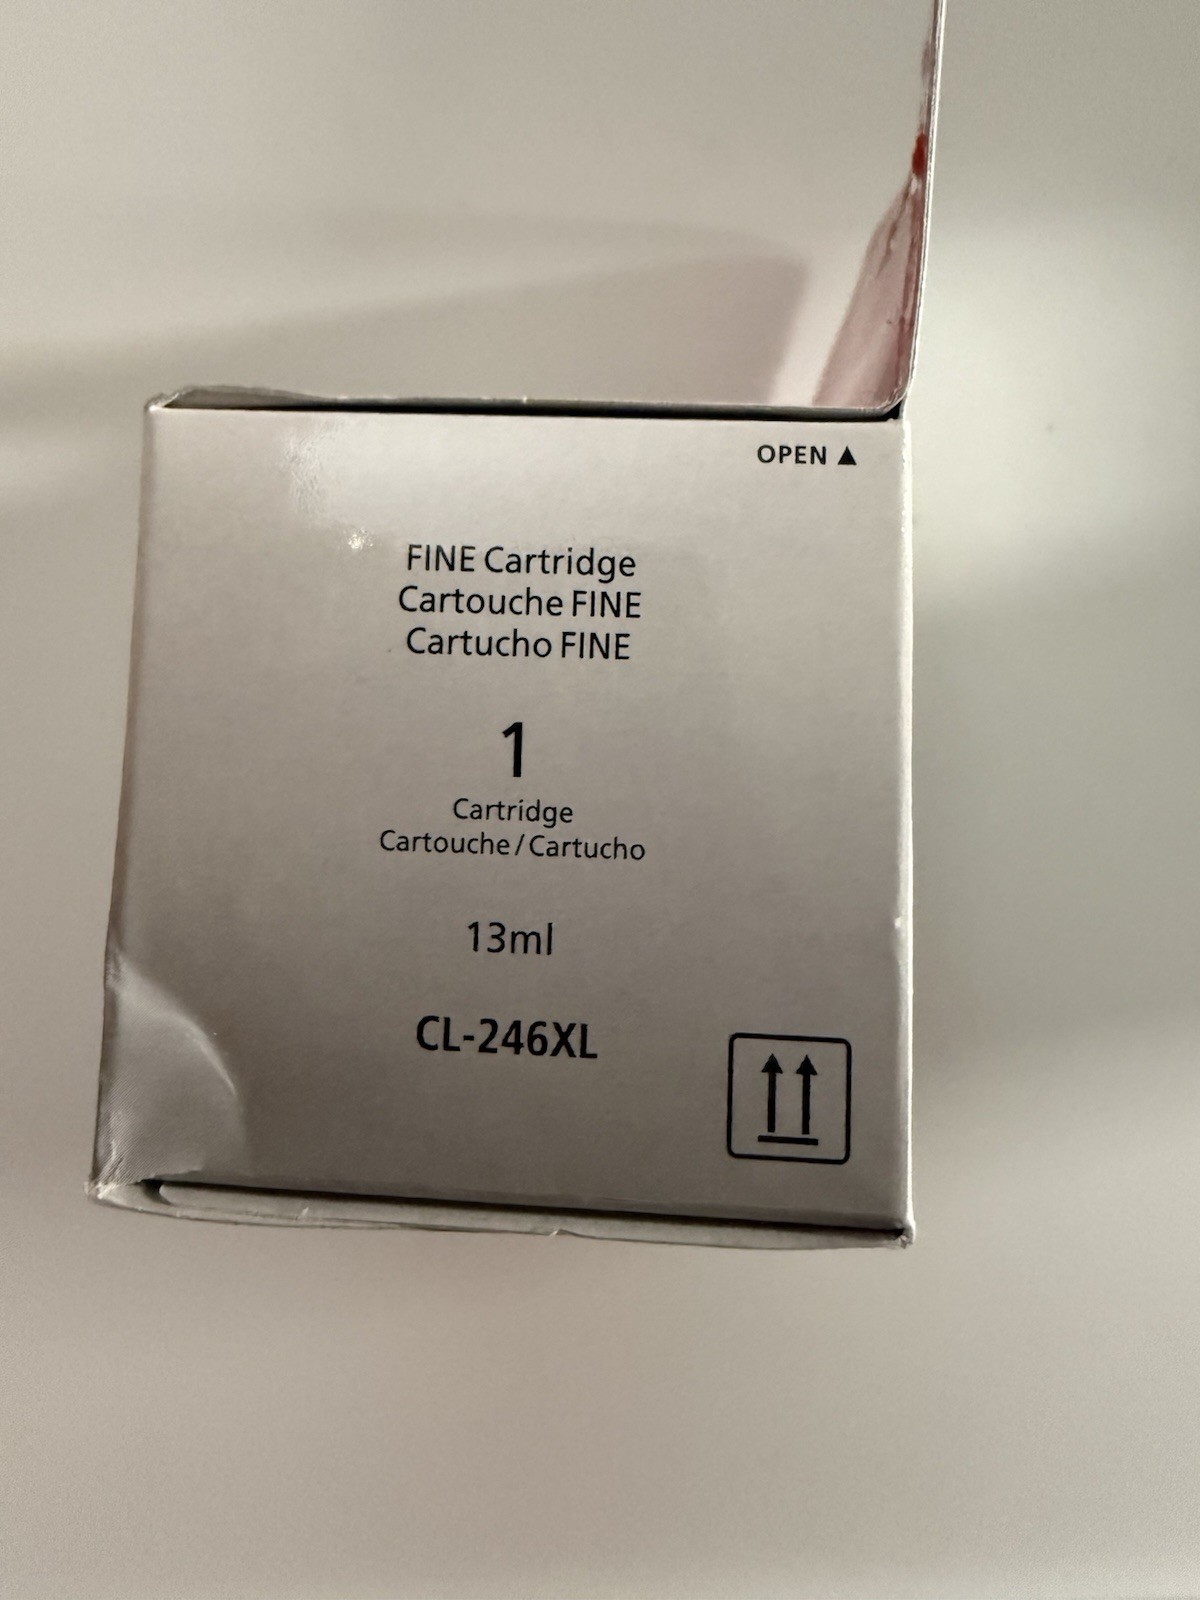 OPEN ▲
FINE Cartridge
Cartouche FINE
Cartucho FINE
1
Cartridge
Cartouche/Cartucho
13ml
CL-246XL